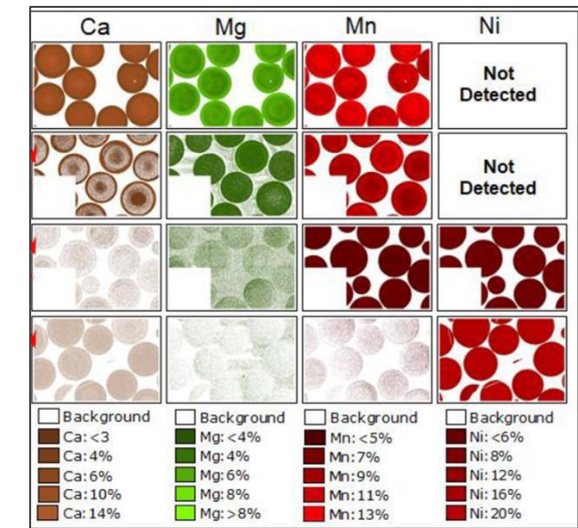 Ca Mg Mn Ni
Not
Detected
Not
Detected
Background Background Background Background
Ca: <3 Mg: <4% Mn: <5% Ni: <6%
Ca: 4% Mg: 4% Mn: 7% Ni: 8%
Ca: 6% Mg: 6% Mn: 9% Ni: 12%
Ca: 10% Mg: 8% Mn: 11% Ni: 16%
Ca: 14% Mg: >8% Mn: 13% Ni: 20%